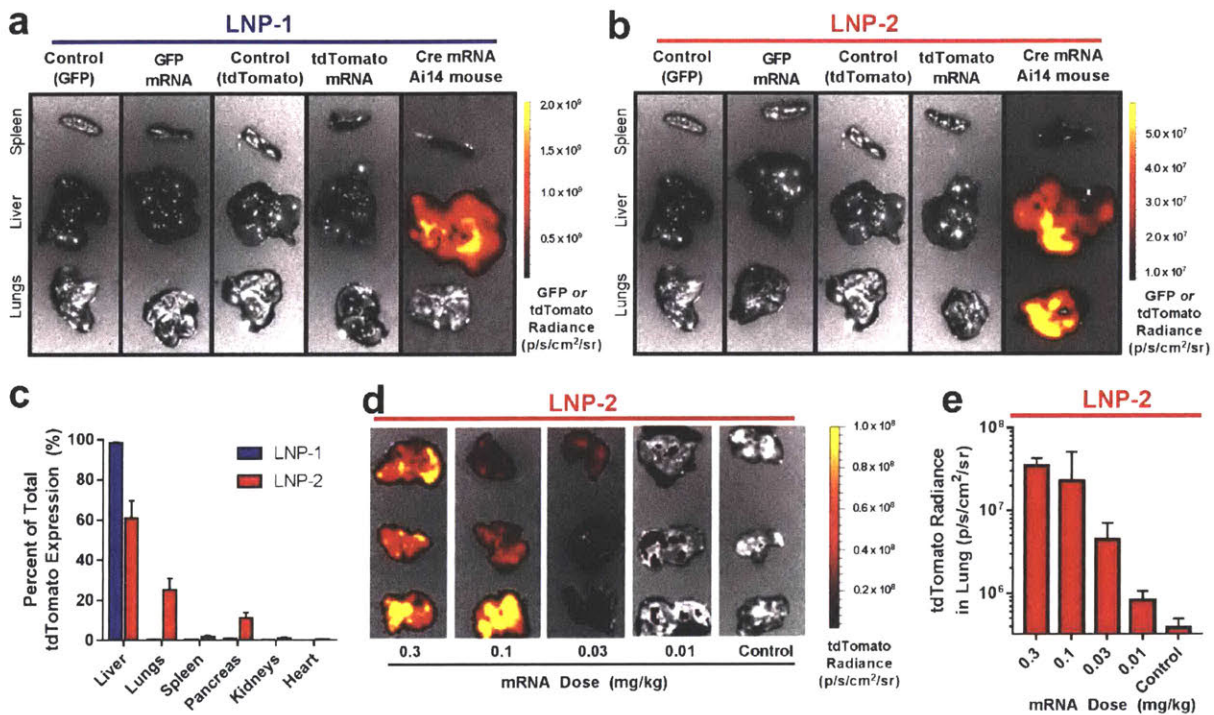 a
LNP-1
Control
(GFP)
GFP
mRNA
Control
(tdTomato)
tdTomato
mRNA
Cre mRNA
Ai14 mouse
Spleen
Liver
Lungs
2.0 x 10⁹
1.5 x 10⁹
1.0 x 10⁹
0.5 x 10⁹
GFP or
tdTomato
Radiance
(p/s/cm²/sr)
b
LNP-2
Control
(GFP)
GFP
mRNA
Control
(tdTomato)
tdTomato
mRNA
Cre mRNA
Ai14 mouse
Spleen
Liver
Lungs
5.0 x 10⁷
4.0 x 10⁷
3.0 x 10⁷
2.0 x 10⁷
1.0 x 10⁷
GFP or
tdTomato
Radiance
(p/s/cm²/sr)
c
Percent of Total
tdTomato Expression (%)
100
80
60
40
20
0
LNP-1
LNP-2
Liver
Lungs
Spleen
Pancreas
Kidneys
Heart
d
LNP-2
0.3
0.1
0.03
0.01
Control
mRNA Dose (mg/kg)
1.0 x 10⁸
0.8 x 10⁸
0.6 x 10⁸
0.4 x 10⁸
0.2 x 10⁸
tdTomato
Radiance
(p/s/cm²/sr)
e
LNP-2
tdTomato Radiance
in Lung (p/s/cm²/sr)
10⁸
10⁷
10⁶
0.3
0.1
0.03
0.01
Control
mRNA Dose (mg/kg)